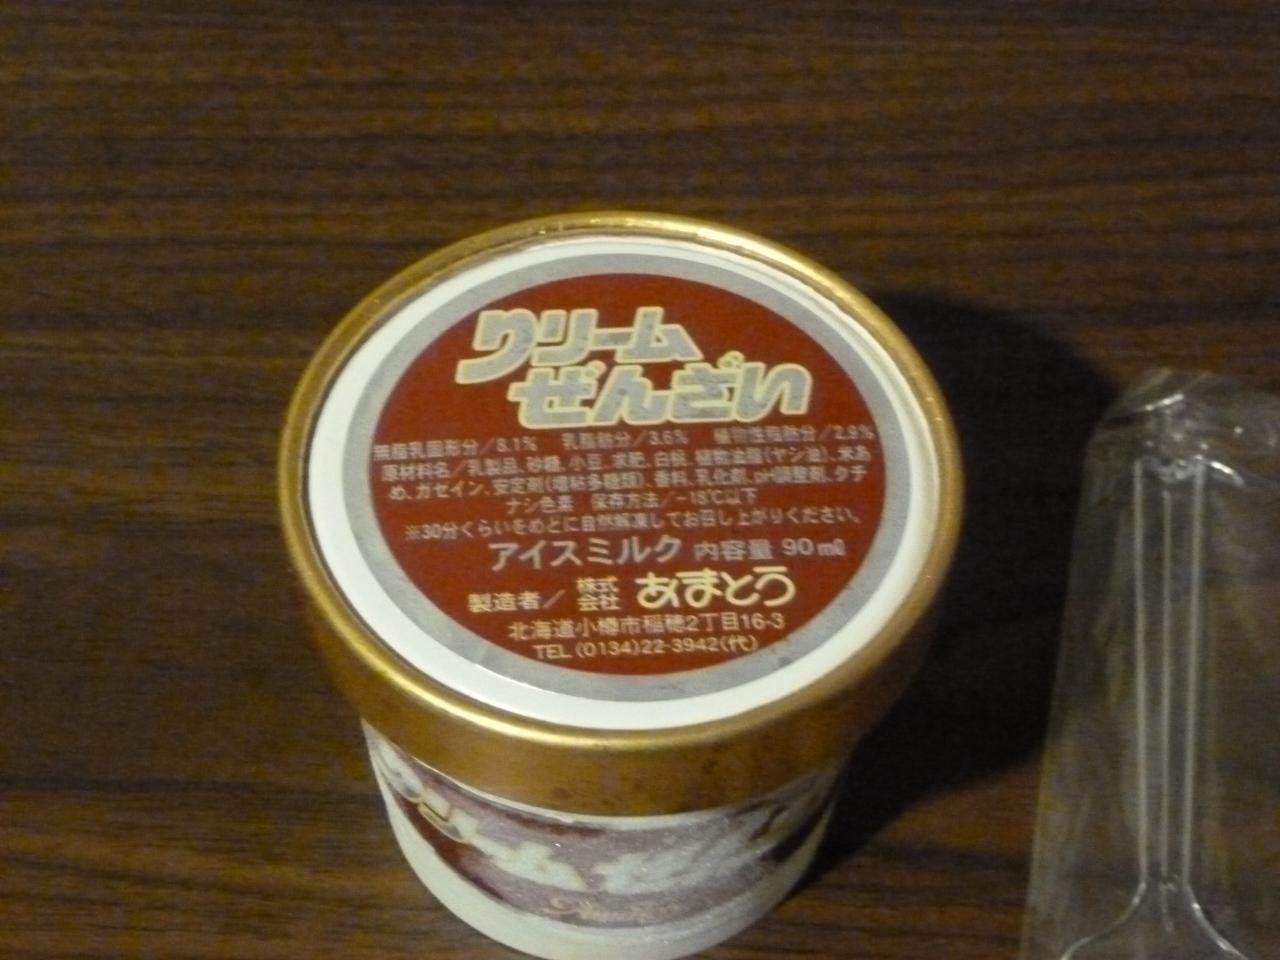 クリーム
ぜんざい
無脂乳固形分/8.1% 乳脂肪分/3.6% 植物性脂肪分/2.9%
原材料名/乳製品、砂糖、小豆、求肥、白練、植物油脂(ヤシ油)、水あ
め、カゼイン、安定剤(増粘多糖類)、香料、乳化剤、pH調整剤、クチ
ナシ色素 保存方法/-18℃以下
※30分くらいをめどに自然解凍してお召し上がりください。
アイスミルク 内容量 90mℓ
製造者/ 株式会社 あまとう
北海道小樽市稲穂2丁目16-3
TEL (0134)22-3942(代)